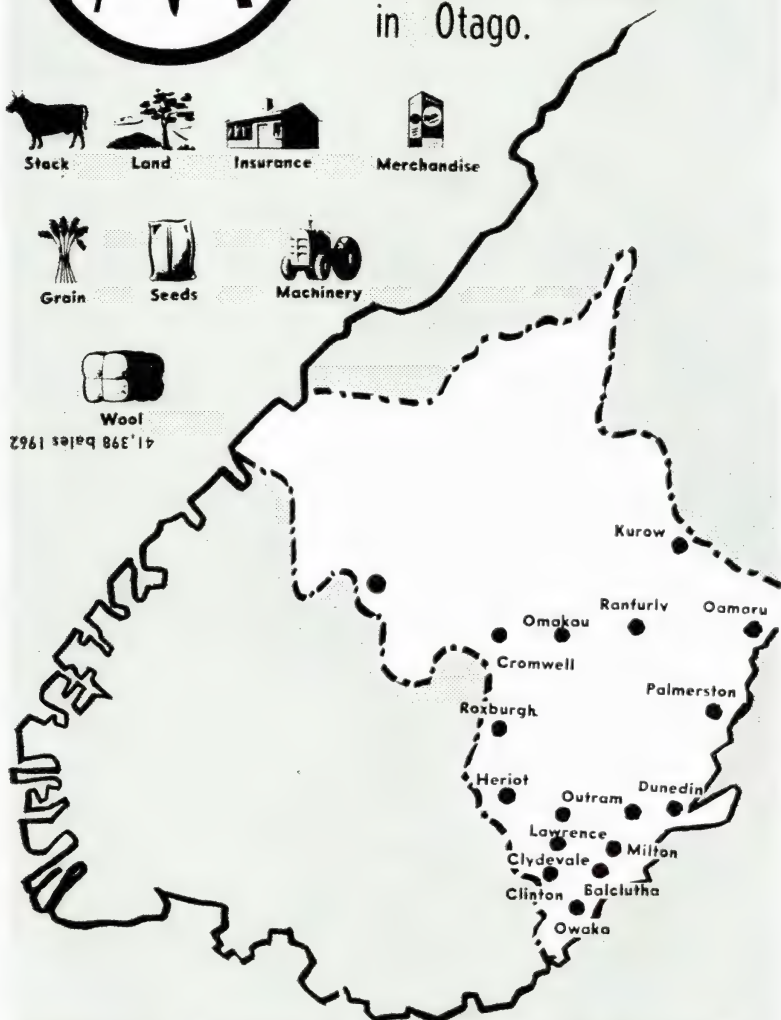 in Otago.
Stock Land Insurance Merchandise
Grain Seeds Machinery
Wool
41,398 bales 1962
Kurow
Omakau Ranfurly Oamaru
Cromwell
Palmerston
Roxburgh
Heriot
Outram Dunedin
Lawrence
Milton
Clydevale
Clinton Balclutha
Owaka